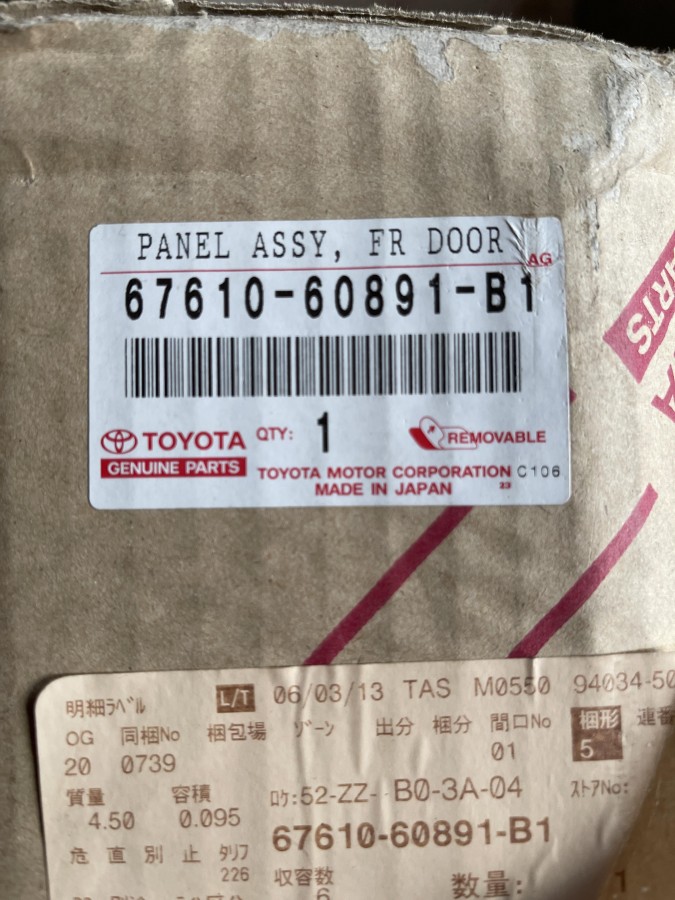 PANEL ASSY, FR DOOR
AG
67610-60891-B1
TOYOTA QTY: 1 REMOVABLE
GENUINE PARTS TOYOTA MOTOR CORPORATION C106
MADE IN JAPAN 23
PARTS
明細ラベル L/T 06/03/13 TAS M0550 94034-50
OG 同梱No 梱包場 ゾーン 出分 梱分 間口No 梱形 連番
20 0739 01 5
質量 容積 ロケ:52-ZZ- B0-3A-04 ストアNo:
4.50 0.095 67610-60891-B1
危 直 別 止 タリフ
226 収容数 数量: 1
6